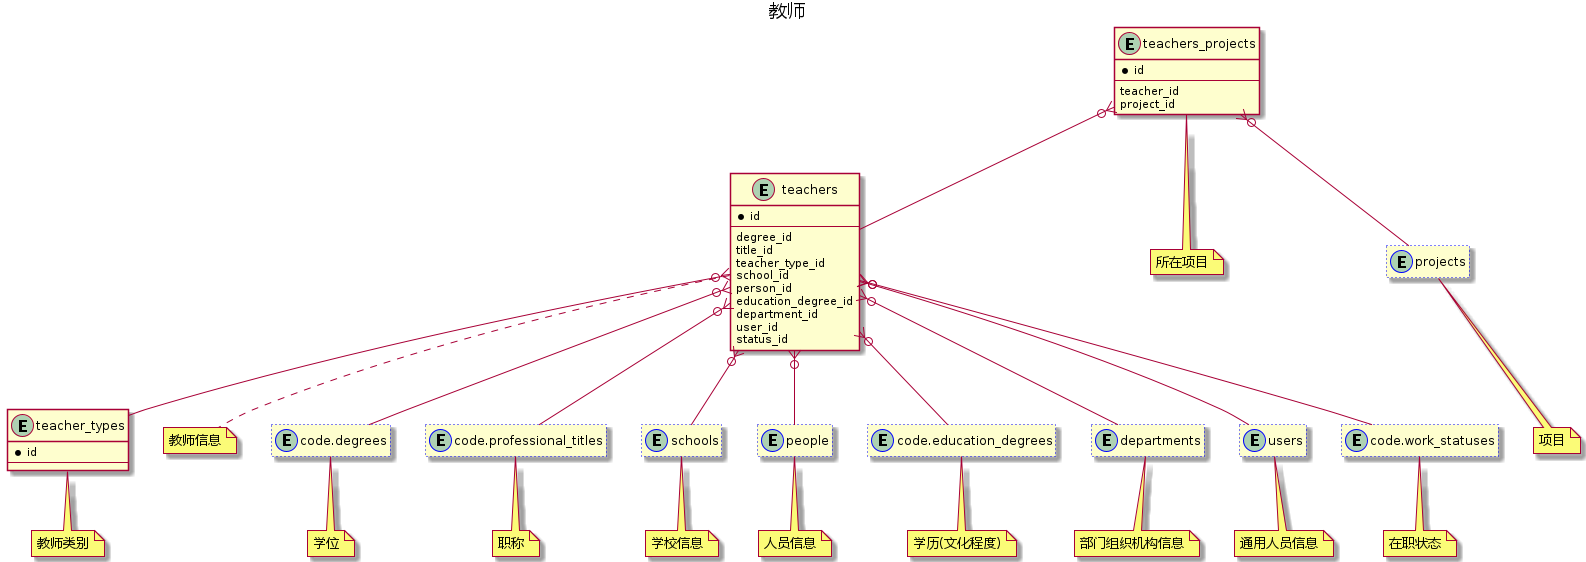 教师
E teachers_projects
id
teacher_id
project_id
E teachers
id
degree_id
title_id
teacher_type_id
school_id
person_id
education_degree_id
department_id
user_id
status_id
所在项目
E projects
E teacher_types
id
教师信息
E code.degrees
E code.professional_titles
E schools
E people
E code.education_degrees
E departments
E users
E code.work_statuses
项目
教师类别
学位
职称
学校信息
人员信息
学历(文化程度)
部门组织机构信息
通用人员信息
在职状态